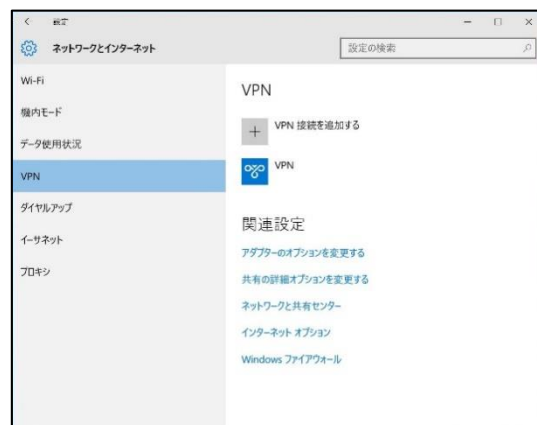 設定
ネットワークとインターネット
設定の検索
Wi-Fi
機内モード
データ使用状況
VPN
ダイヤルアップ
イーサネット
プロキシ
VPN
VPN 接続を追加する
VPN
関連設定
アダプターのオプションを変更する
共有の詳細オプションを変更する
ネットワークと共有センター
インターネット オプション
Windows ファイアウォール